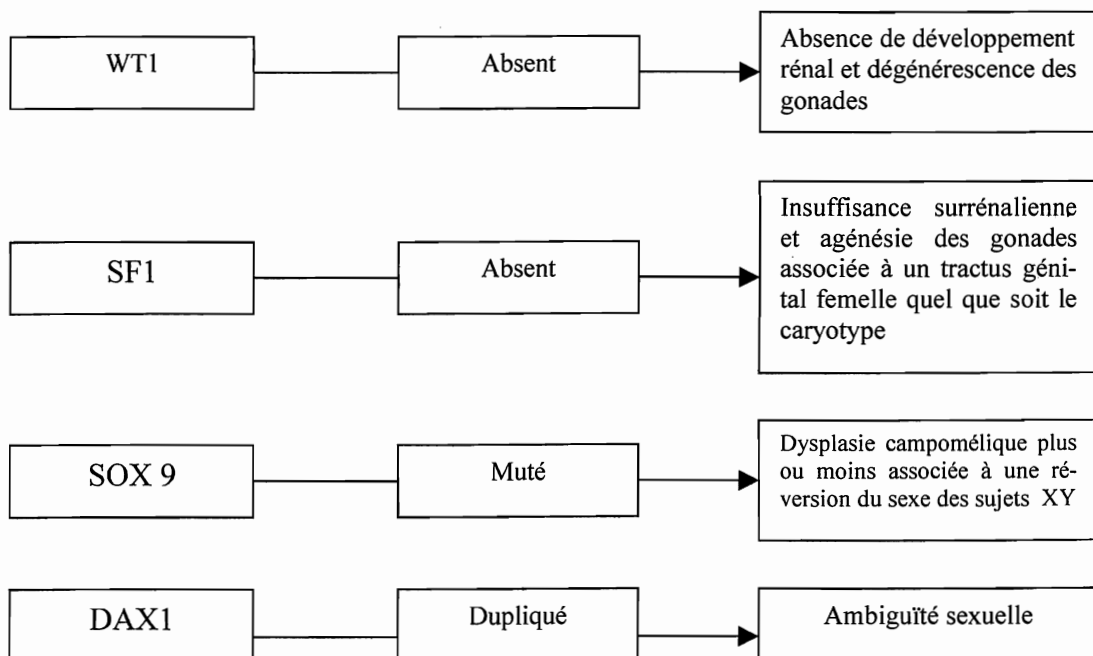 WT1
Absent
Absence de développement
rénal et dégénérescence des
gonades
SF1
Absent
Insuffisance surrénalienne
et agénésie des gonades
associée à un tractus géni-
tal femelle quel que soit le
caryotype
SOX 9
Muté
Dysplasie campomélique plus
ou moins associée à une ré-
version du sexe des sujets XY
DAX1
Dupliqué
Ambiguïté sexuelle